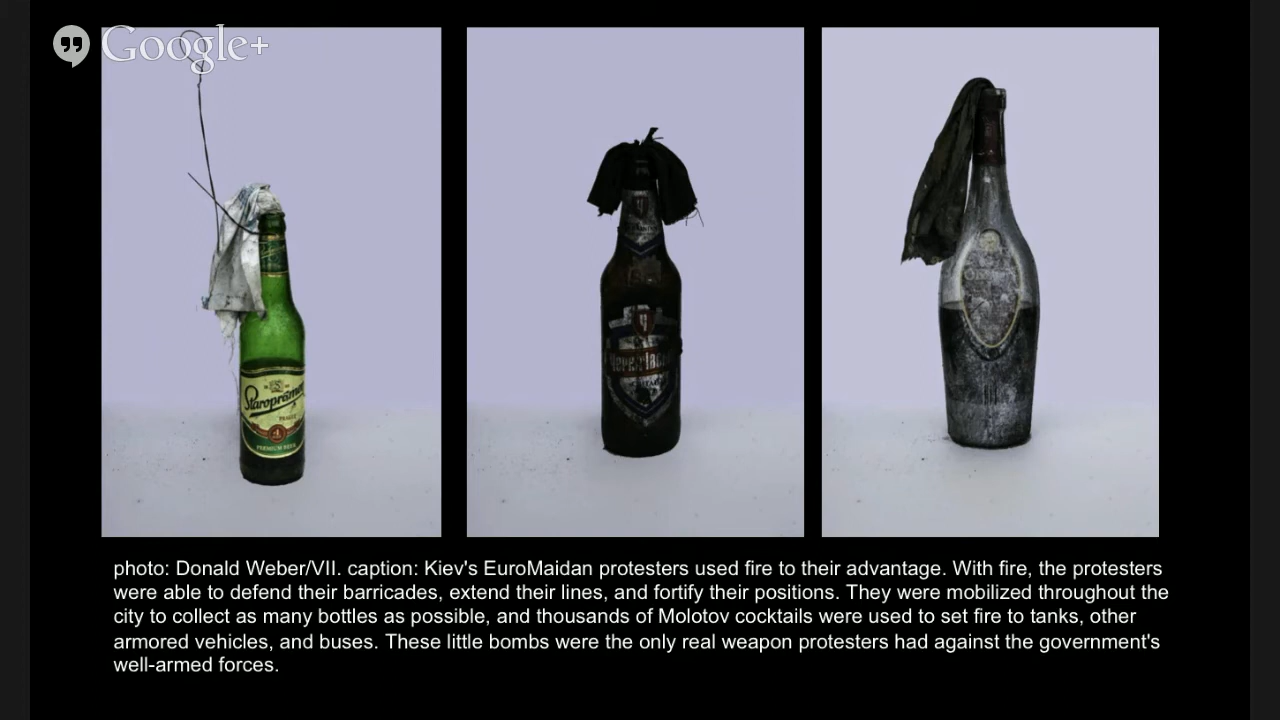 Google+
Staropramen
PRAGUE
PREMIUM BEER
photo: Donald Weber/VII. caption: Kiev's EuroMaidan protesters used fire to their advantage. With fire, the protesters
were able to defend their barricades, extend their lines, and fortify their positions. They were mobilized throughout the
city to collect as many bottles as possible, and thousands of Molotov cocktails were used to set fire to tanks, other
armored vehicles, and buses. These little bombs were the only real weapon protesters had against the government's
well-armed forces.